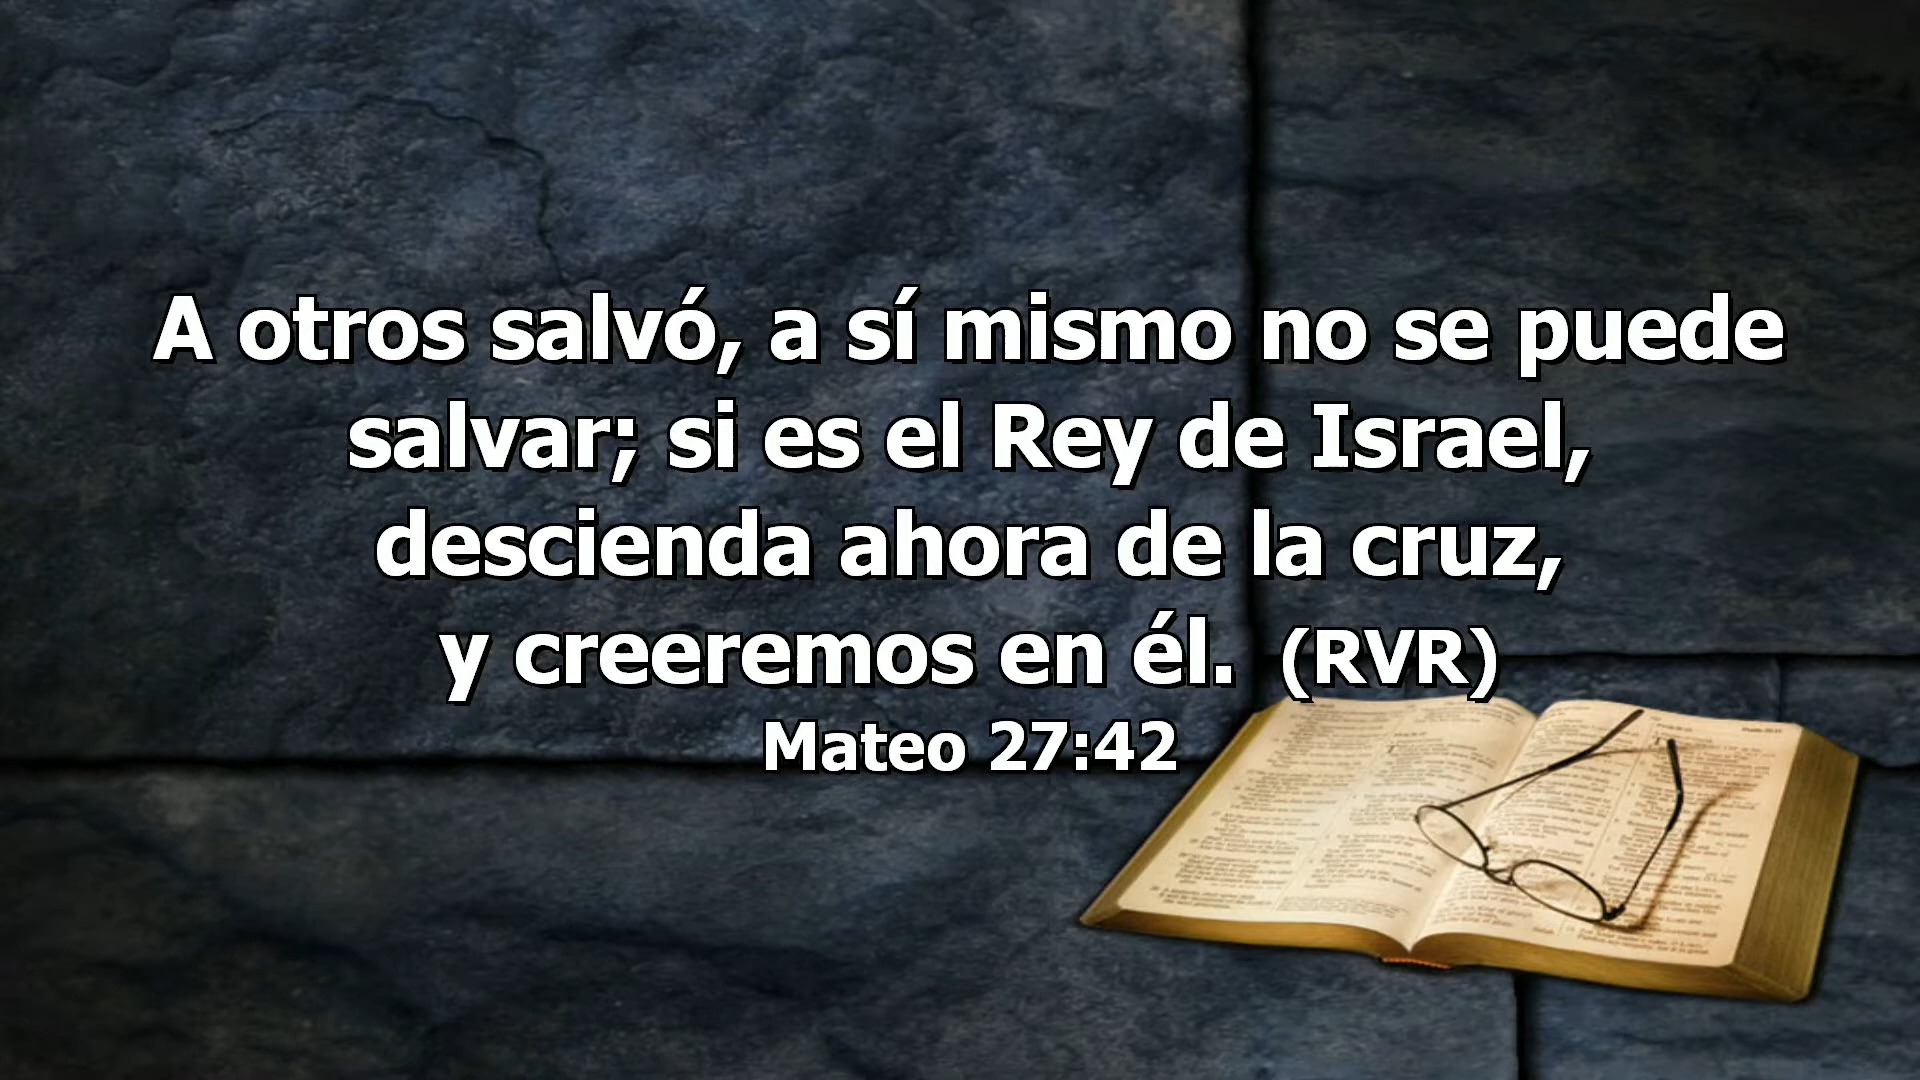 A otros salvó, a sí mismo no se puede
salvar; si es el Rey de Israel,
descienda ahora de la cruz,
y creeremos en él. (RVR)
Mateo 27:42